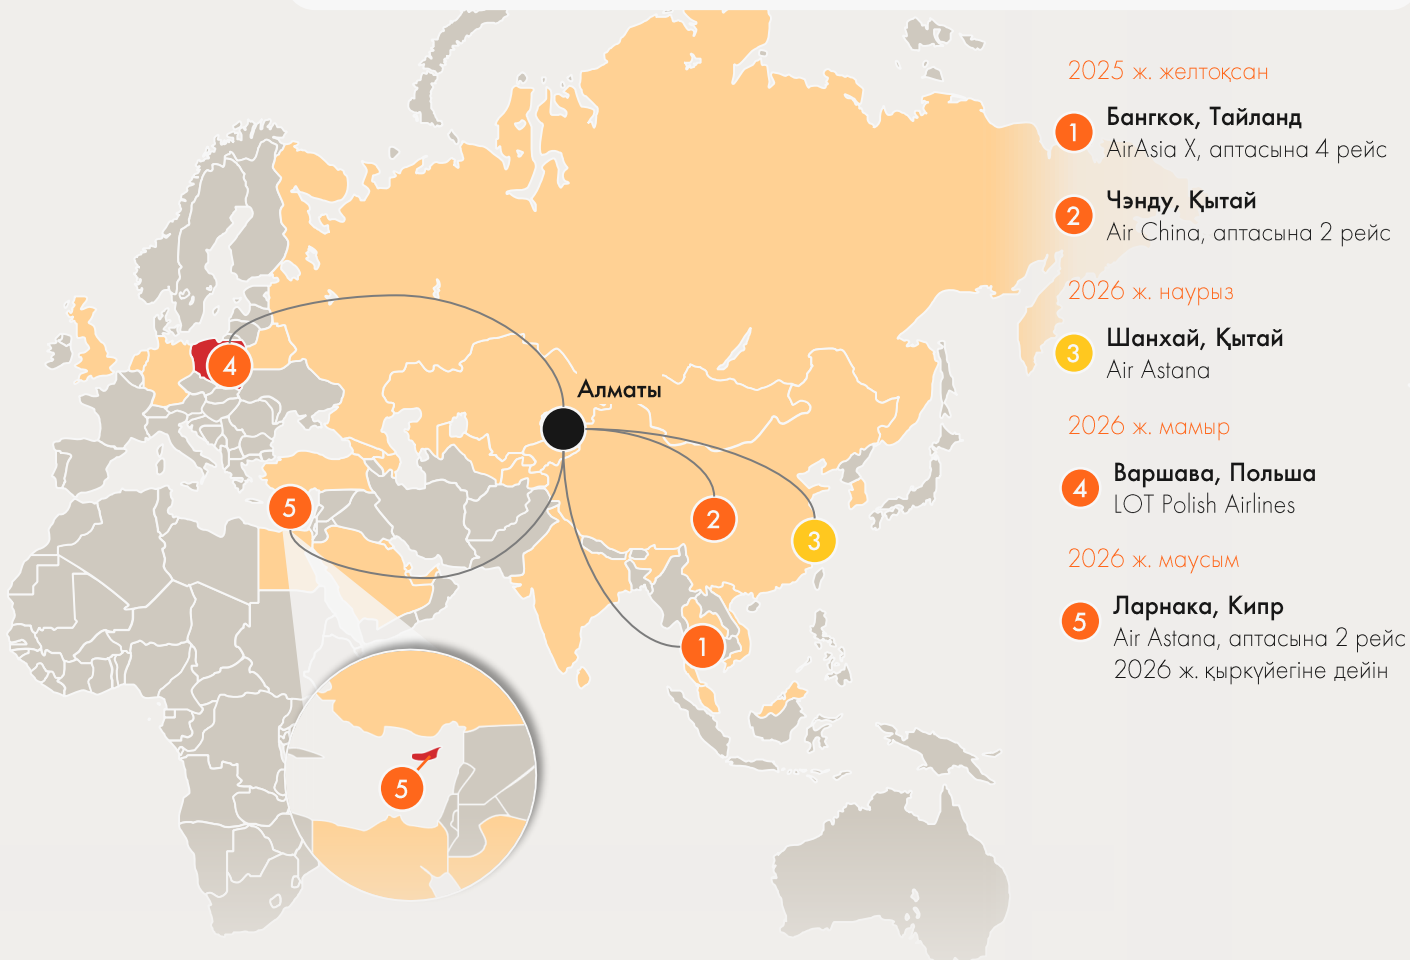 2025 ж. желтоқсан
1
Бангкок, Тайланд
AirAsia X, аптасына 4 рейс
2
Чэнду, Қытай
Air China, аптасына 2 рейс
2026 ж. наурыз
3
Шанхай, Қытай
Air Astana
2026 ж. мамыр
4
Варшава, Польша
LOT Polish Airlines
2026 ж. маусым
5
Ларнака, Кипр
Air Astana, аптасына 2 рейс
2026 ж. қыркүйегіне дейін
4
Алматы
5
2
3
1
5